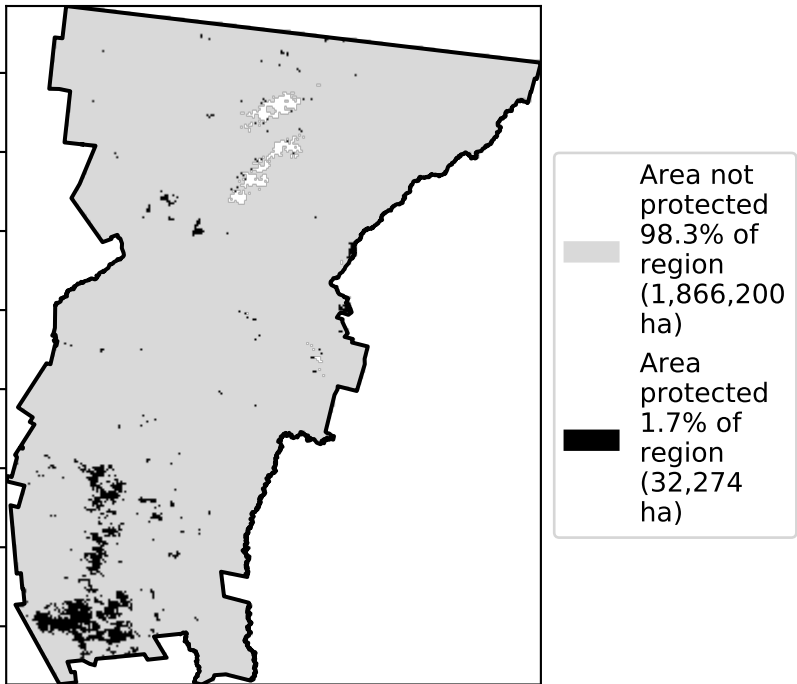 Area not
protected
98.3% of
region
(1,866,200
ha)
Area
protected
1.7% of
region
(32,274
ha)